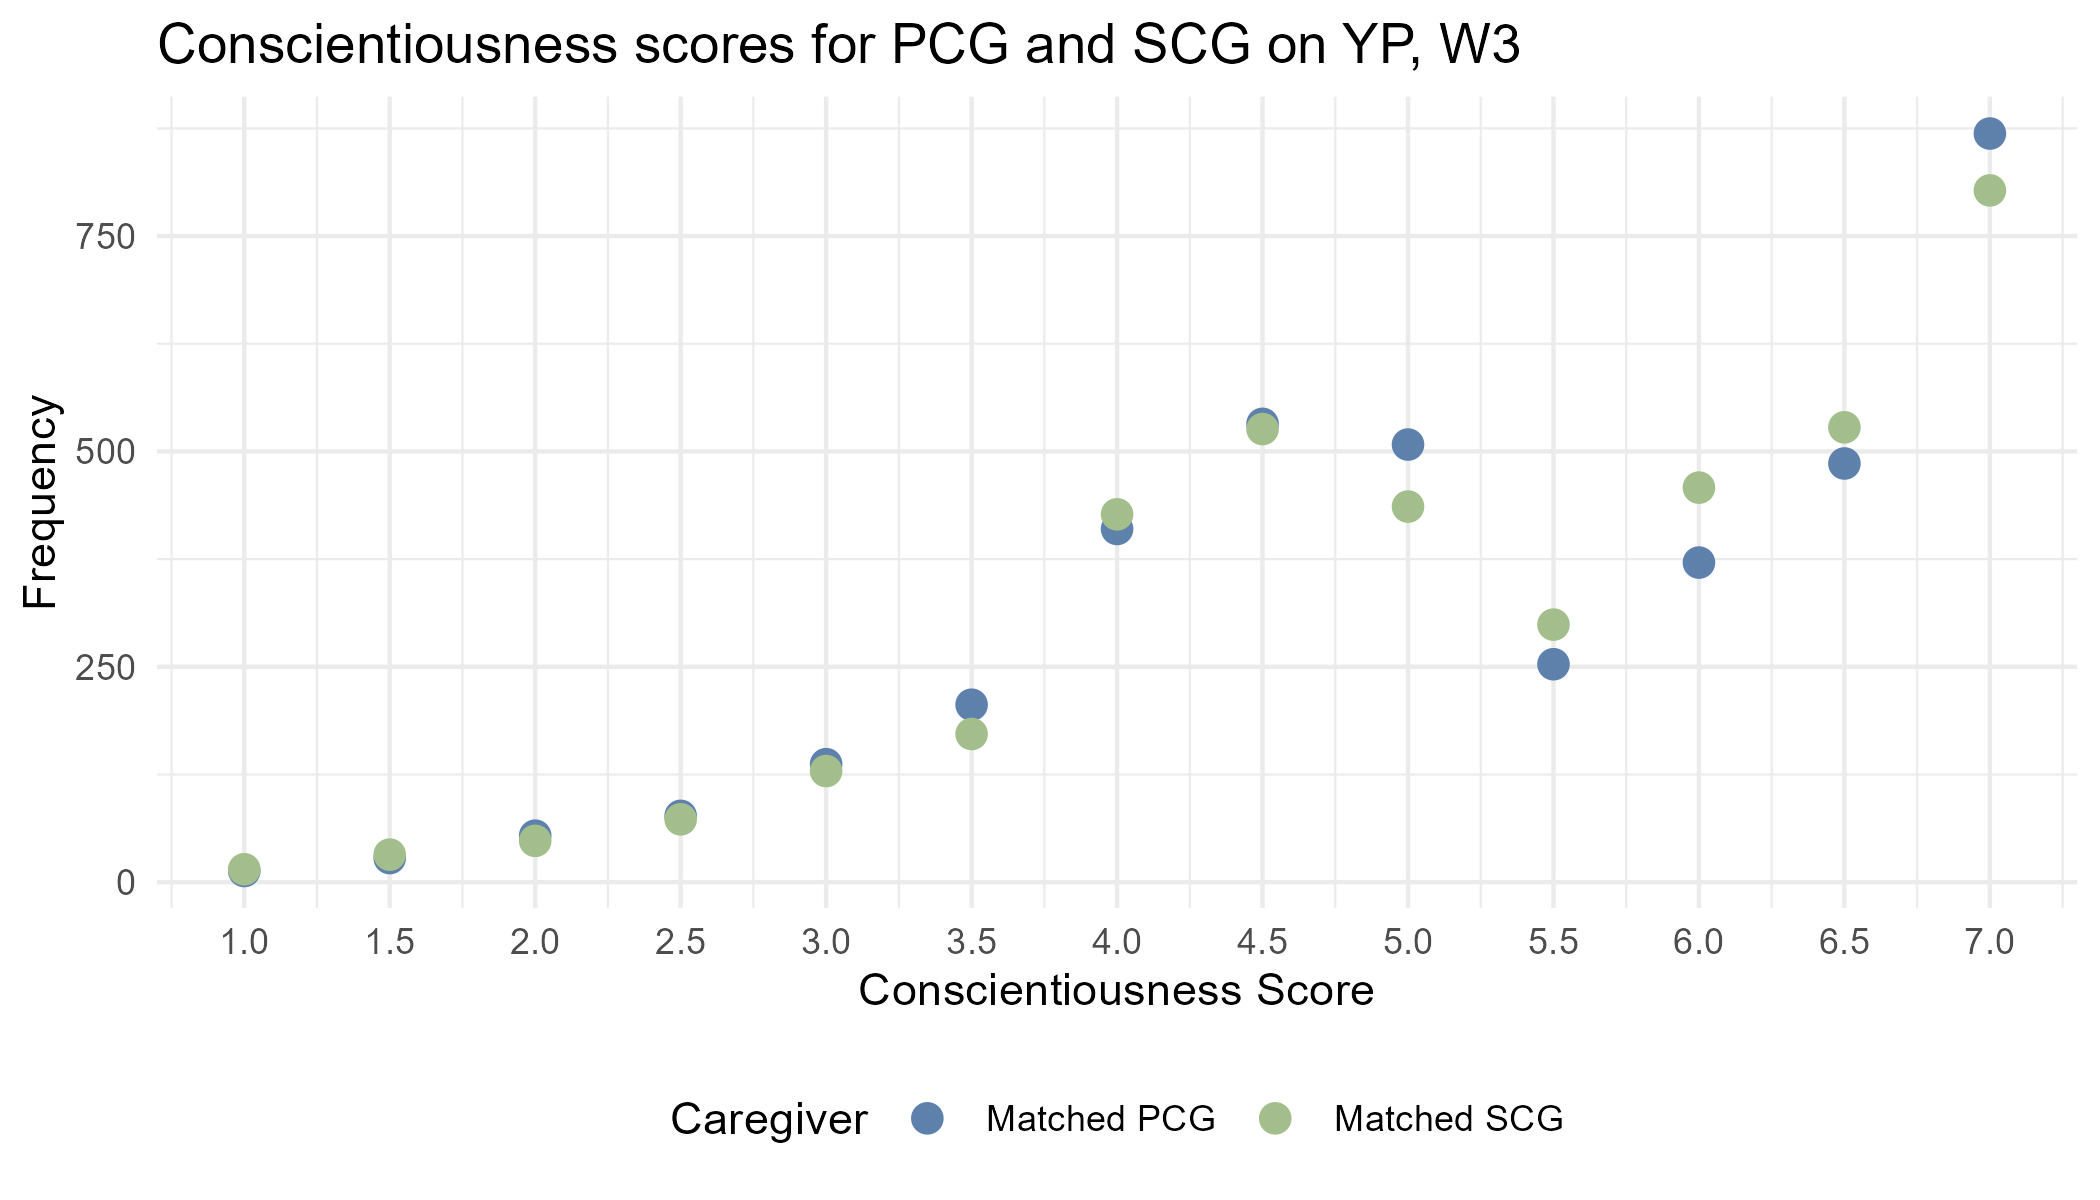 Conscientiousness scores for PCG and SCG on YP, W3
Frequency
750
500
250
0
1.0 1.5 2.0 2.5 3.0 3.5 4.0 4.5 5.0 5.5 6.0 6.5 7.0
Conscientiousness Score
Caregiver Matched PCG Matched SCG